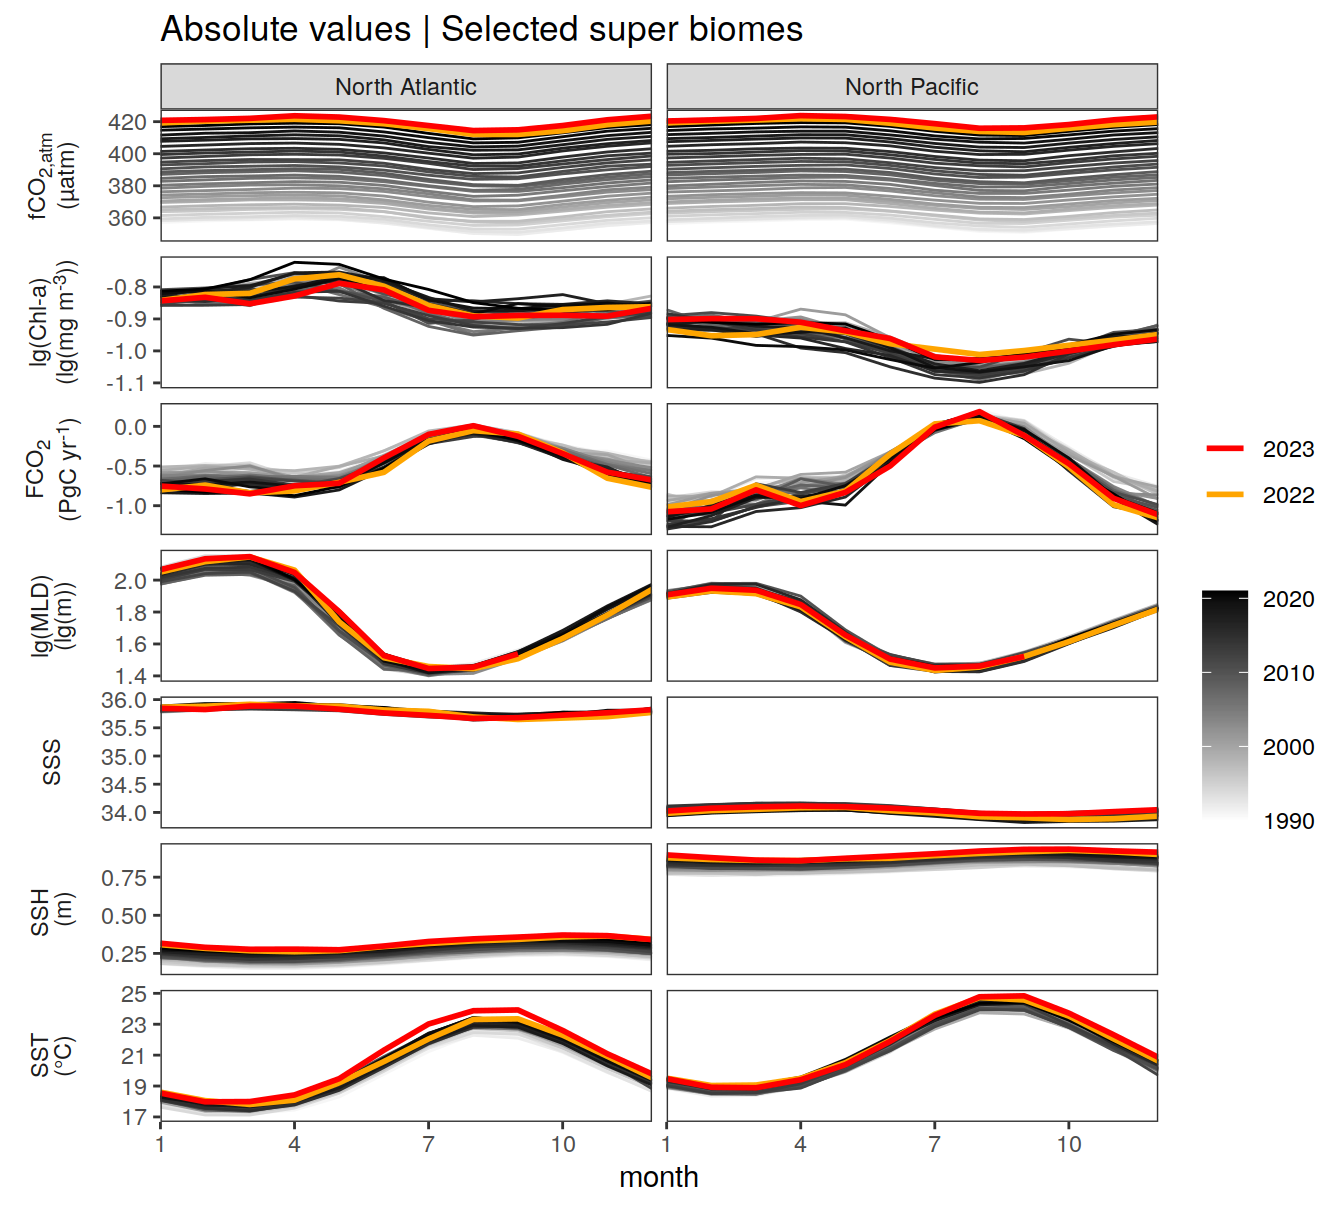 Absolute values | Selected super biomes
North Atlantic
North Pacific
fCO2,atm
(µatm)
420
400
380
360
lg(Chl-a)
(lg(mg m-3))
-0.8
-0.9
-1.0
-1.1
FCO2
(PgC yr-1)
0.0
-0.5
-1.0
lg(MLD)
(lg(m))
2.0
1.8
1.6
1.4
SSS
36.0
35.5
35.0
34.5
34.0
SSH
(m)
0.75
0.50
0.25
SST
(°C)
25
23
21
19
17
1
4
7
10
1
4
7
10
month
2023
2022
2020
2010
2000
1990